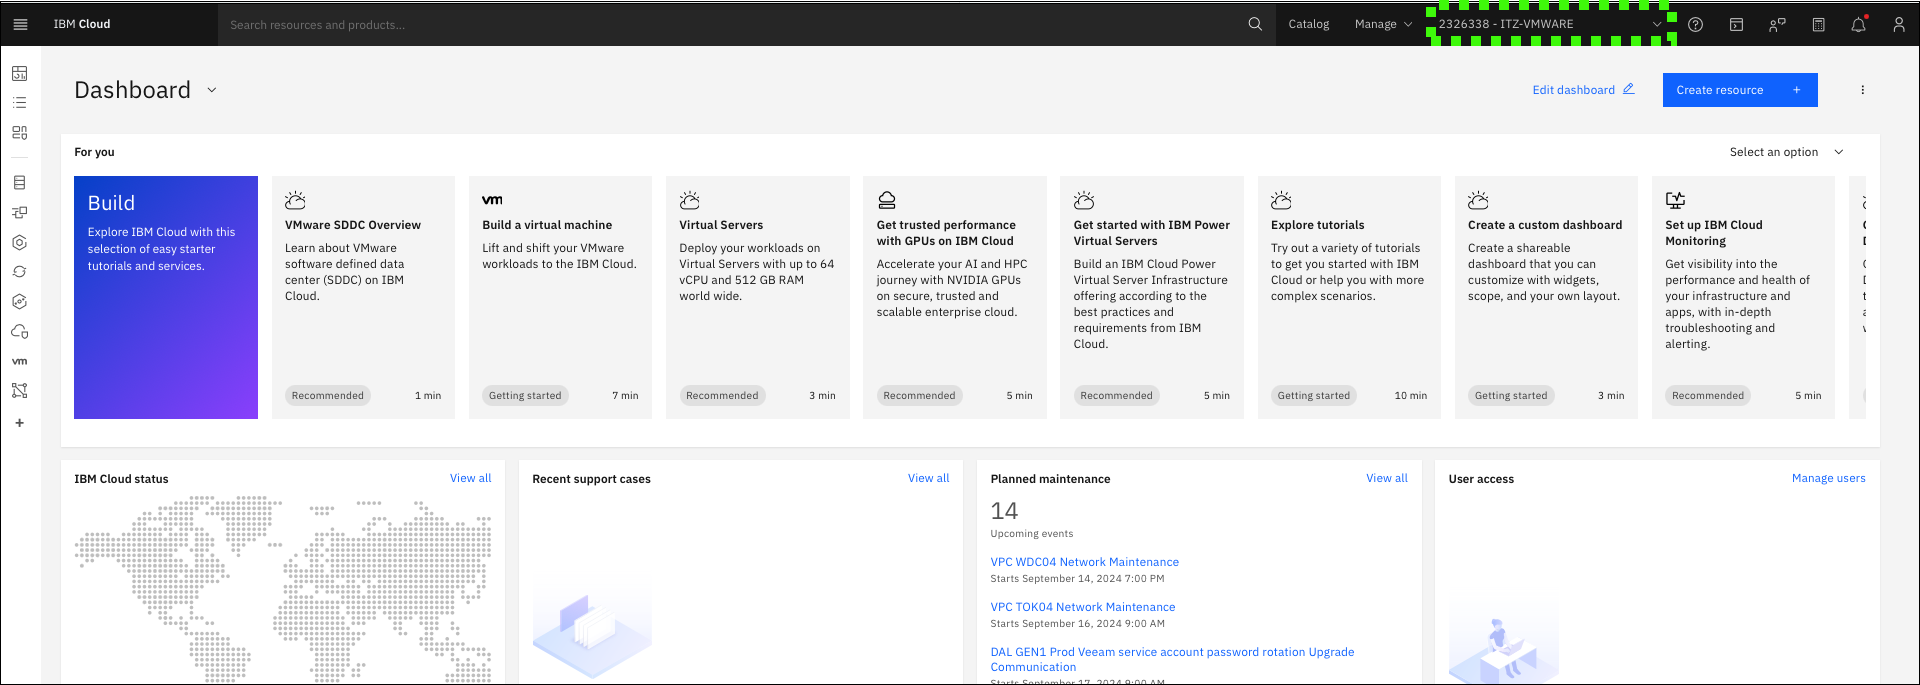 IBM Cloud
Search resources and products...
Catalog
Manage
2326338 - ITZ-VMWARE
Dashboard
Edit dashboard
Create resource +
For you
Select an option
Build
Explore IBM Cloud with this
selection of easy starter
tutorials and services.
VMware SDDC Overview
Learn about VMware
software defined data
center (SDDC) on IBM
Cloud.
Recommended
1 min
vm
Build a virtual machine
Lift and shift your VMware
workloads to the IBM Cloud.
Getting started
7 min
Virtual Servers
Deploy your workloads on
Virtual Servers with up to 64
vCPU and 512 GB RAM
world wide.
Recommended
3 min
Get trusted performance
with GPUs on IBM Cloud
Accelerate your AI and HPC
journey with NVIDIA GPUs
on secure, trusted and
scalable enterprise cloud.
Recommended
5 min
Get started with IBM Power
Virtual Servers
Build an IBM Cloud Power
Virtual Server Infrastructure
offering according to the
best practices and
requirements from IBM
Cloud.
Recommended
5 min
Explore tutorials
Try out a variety of tutorials
to get you started with IBM
Cloud or help you with more
complex scenarios.
Getting started
10 min
Create a custom dashboard
Create a shareable
dashboard that you can
customize with widgets,
scope, and your own layout.
Getting started
3 min
Set up IBM Cloud
Monitoring
Get visibility into the
performance and health of
your infrastructure and
apps, with in-depth
troubleshooting and
alerting.
Recommended
5 min
vm
IBM Cloud status
View all
Recent support cases
View all
Planned maintenance
View all
14
Upcoming events
VPC WDC04 Network Maintenance
Starts September 14, 2024 7:00 PM
VPC TOK04 Network Maintenance
Starts September 16, 2024 9:00 AM
DAL GEN1 Prod Veeam service account password rotation Upgrade
Communication
Starts September 17, 2024 9:00 AM
User access
Manage users